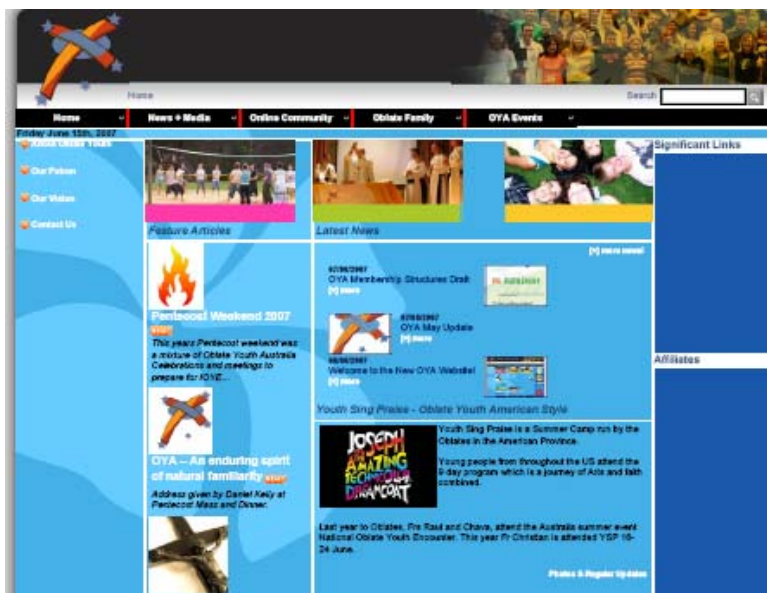 Home
Search
Home
News + Media
Online Community
Oblate Family
OYA Events
Friday June 15th, 2007
Our Patron
Our Vision
Contact Us
Significant Links
Feature Articles
Latest News
[+] more news!
OYA Membership Structures Draft
[+] more
OYA May Update
[+] more
Welcome to the New OYA Website!
[+] more
Pentecost Weekend 2007
This years Pentecost weekend was
a mixture of Oblate Youth Australia
Celebrations and meetings to
prepare for IOYE...
OYA – An enduring spirit
of natural familiarity
Address given by Daniel Kelly at
Pentecost Mass and Dinner.
Affiliates
Youth Sing Praise - Oblate Youth American Style
JOSEPH
AMAZING
TECHNICOLOR
DREAMCOAT
Youth Sing Praise is a Summer Camp run by the
Oblates in the American Province.
Young people from throughout the US attend the
9-day program which is a journey of Arts and faith
combined.
Last year to Oblates, Frs Raul and Chava, attend the Australia summer event
National Oblate Youth Encounter. This year Fr Christian is attended YSP 16-
24 June.
Photos & Regular Updates